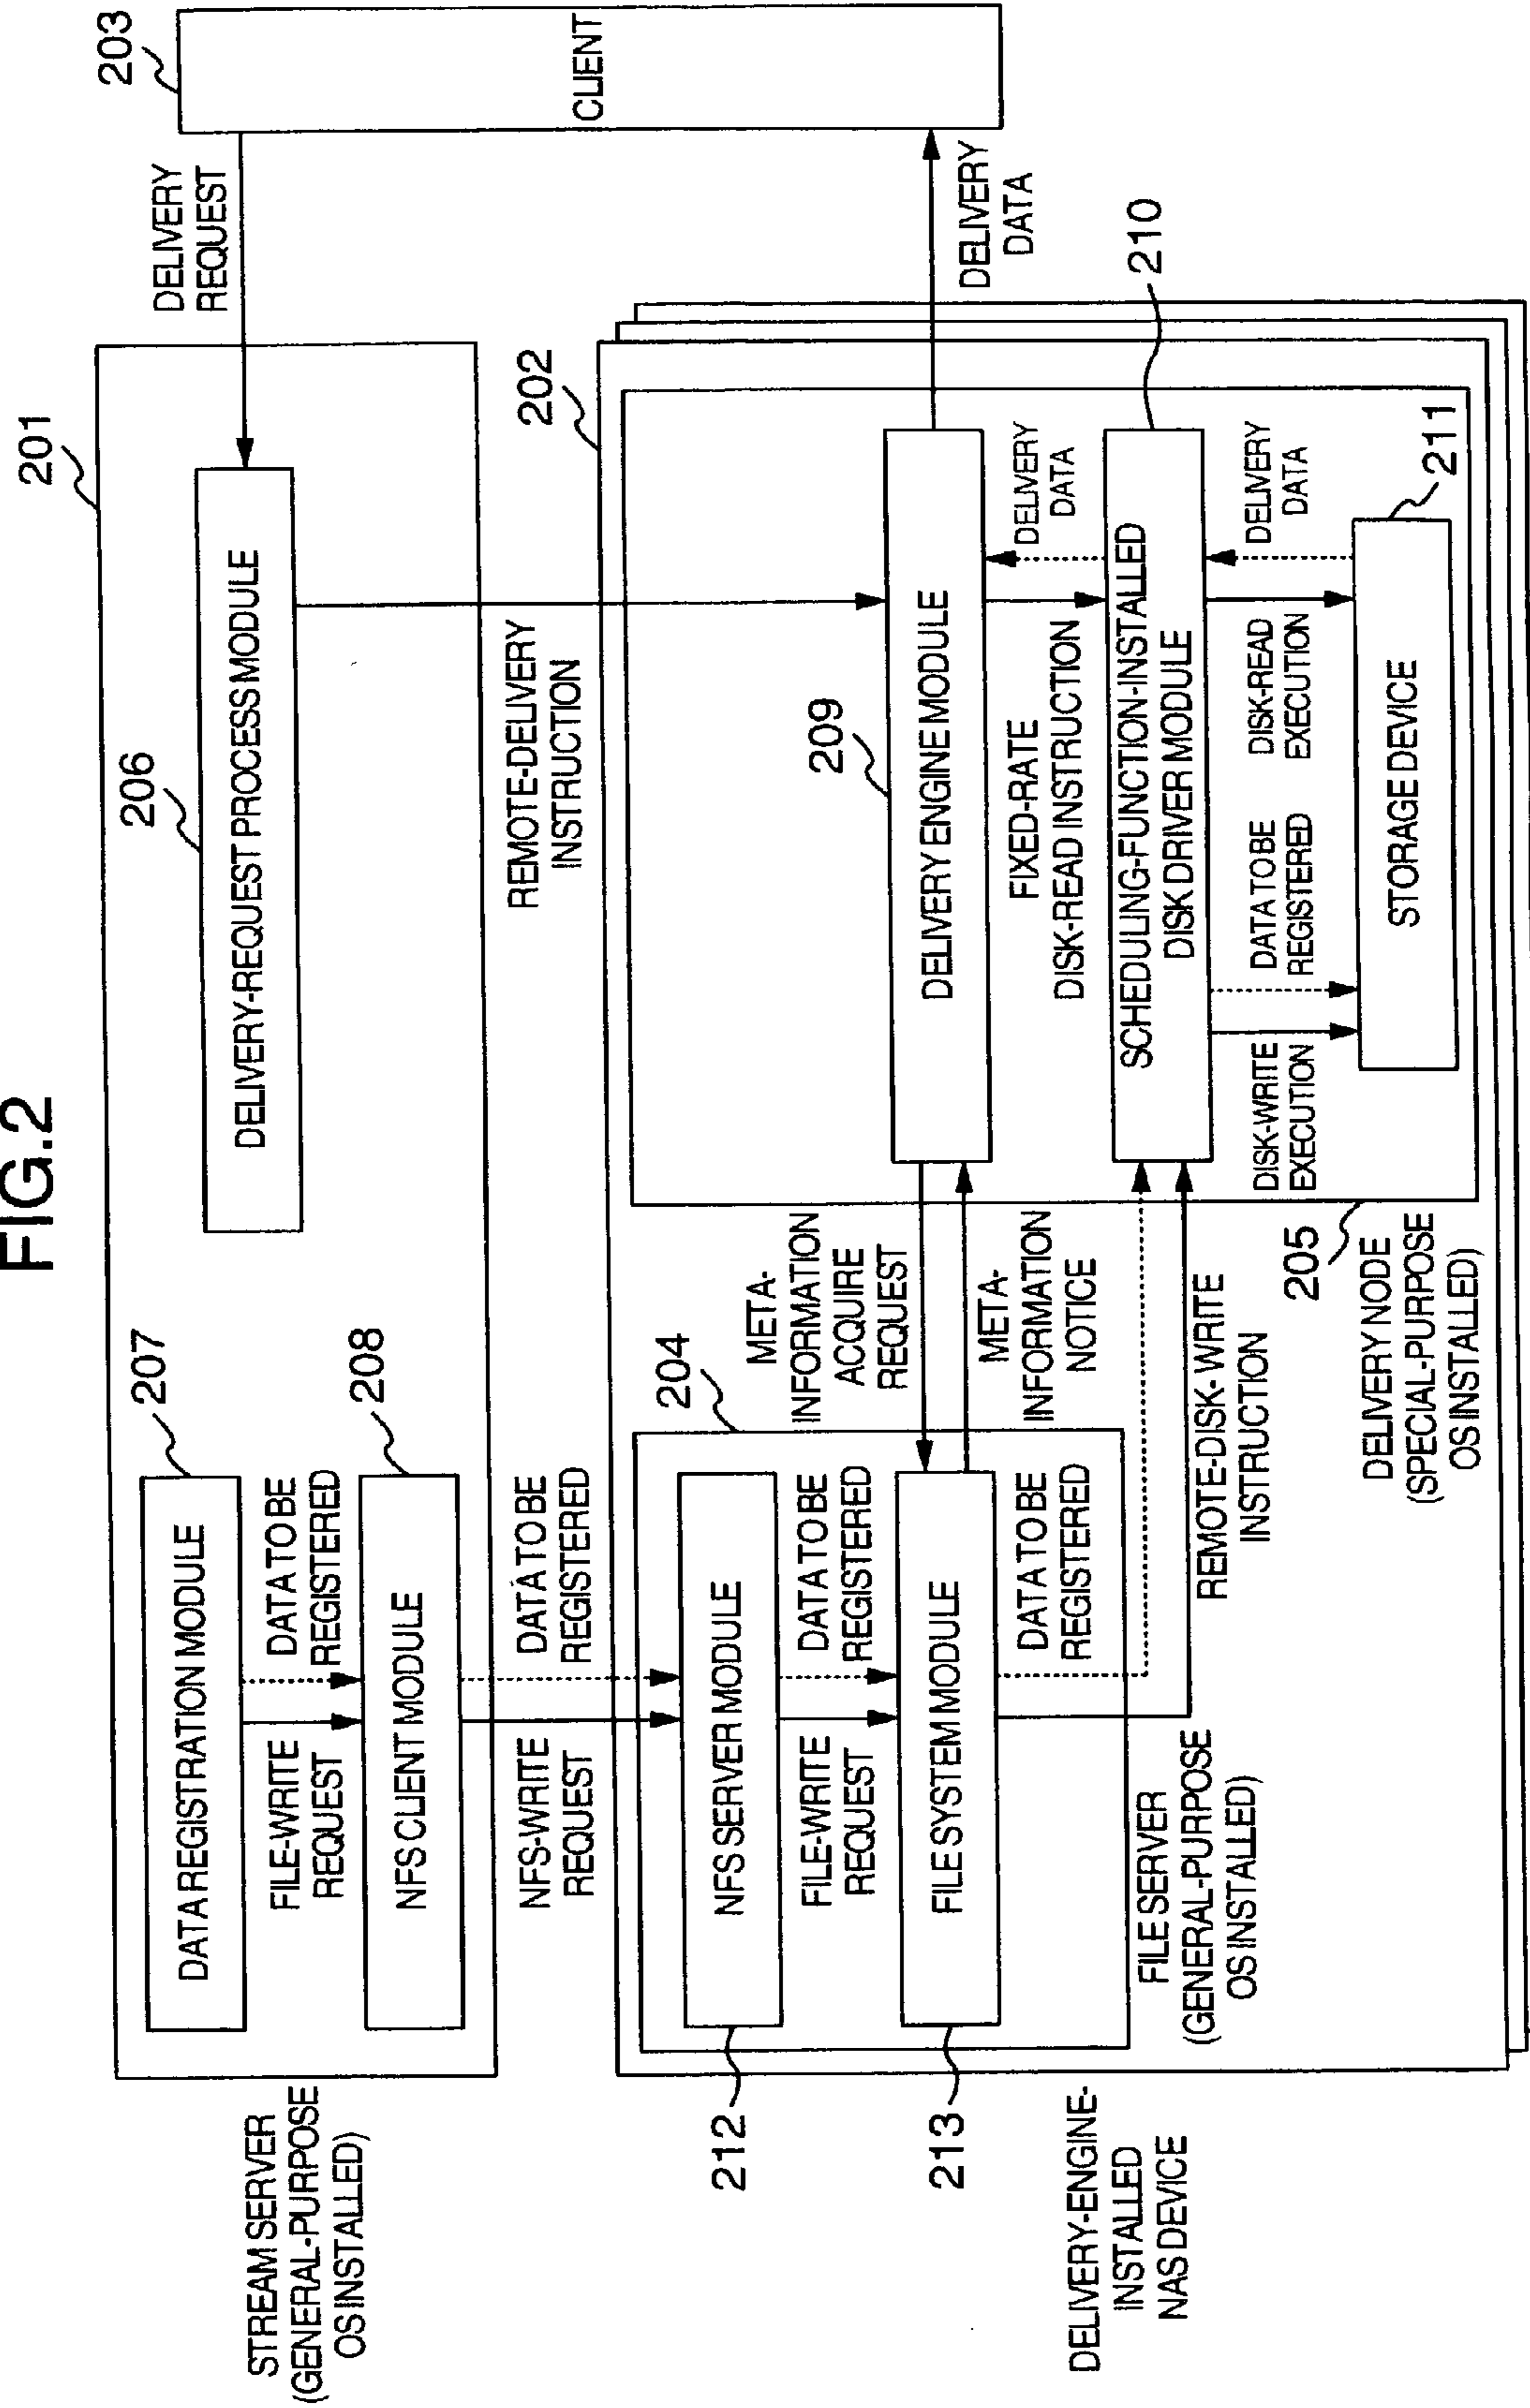 FIG.2
STREAM SERVER
(GENERAL-PURPOSE
OS INSTALLED)
201
207
DATA REGISTRATION MODULE
FILE-WRITE
REQUEST
DATA TO BE
REGISTERED
208
NFS CLIENT MODULE
206
DELIVERY-REQUEST PROCESS MODULE
DELIVERY
REQUEST
203
CLIENT
NFS-WRITE
REQUEST
DATA TO BE
REGISTERED
REMOTE-DELIVERY
INSTRUCTION
202
DELIVERY-ENGINE-
INSTALLED
NAS DEVICE
204
212
NFS SERVER MODULE
FILE-WRITE
REQUEST
DATA TO BE
REGISTERED
213
FILE SYSTEM MODULE
DATA TO BE
REGISTERED
FILE SERVER
(GENERAL-PURPOSE
OS INSTALLED)
REMOTE-DISK-WRITE
INSTRUCTION
META-
INFORMATION
ACQUIRE
REQUEST
META-
INFORMATION
NOTICE
209
DELIVERY ENGINE MODULE
DELIVERY
DATA
FIXED-RATE
DISK-READ INSTRUCTION
DELIVERY
DATA
210
SCHEDULING-FUNCTION-INSTALLED
DISK DRIVER MODULE
DISK-WRITE
EXECUTION
DATA TO BE
REGISTERED
DISK-READ
EXECUTION
DELIVERY
DATA
211
STORAGE DEVICE
205
DELIVERY NODE
(SPECIAL-PURPOSE
OS INSTALLED)